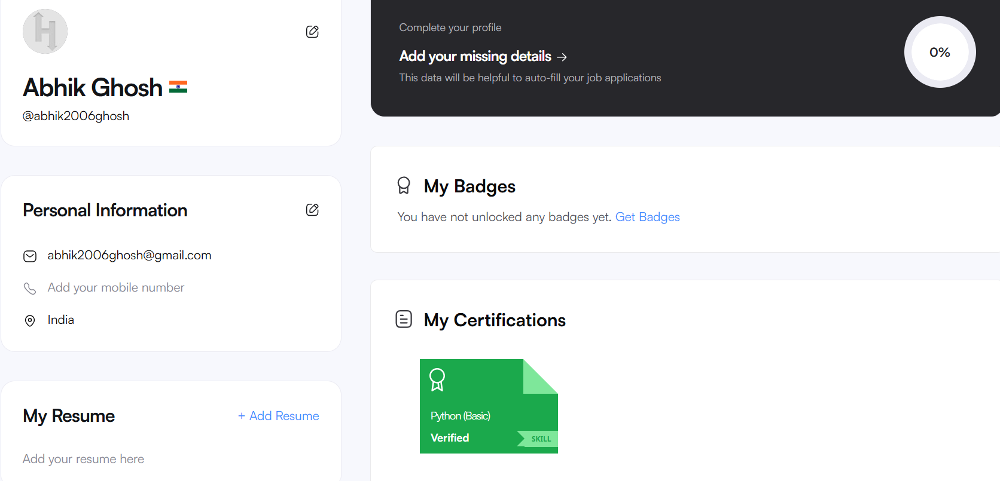 Abhik Ghosh
@abhik2006ghosh
Personal Information
abhik2006ghosh@gmail.com
Add your mobile number
India
My Resume
+ Add Resume
Add your resume here
Complete your profile
Add your missing details →
This data will be helpful to auto-fill your job applications
0%
My Badges
You have not unlocked any badges yet. Get Badges
My Certifications
Python (Basic)
Verified
SKILL